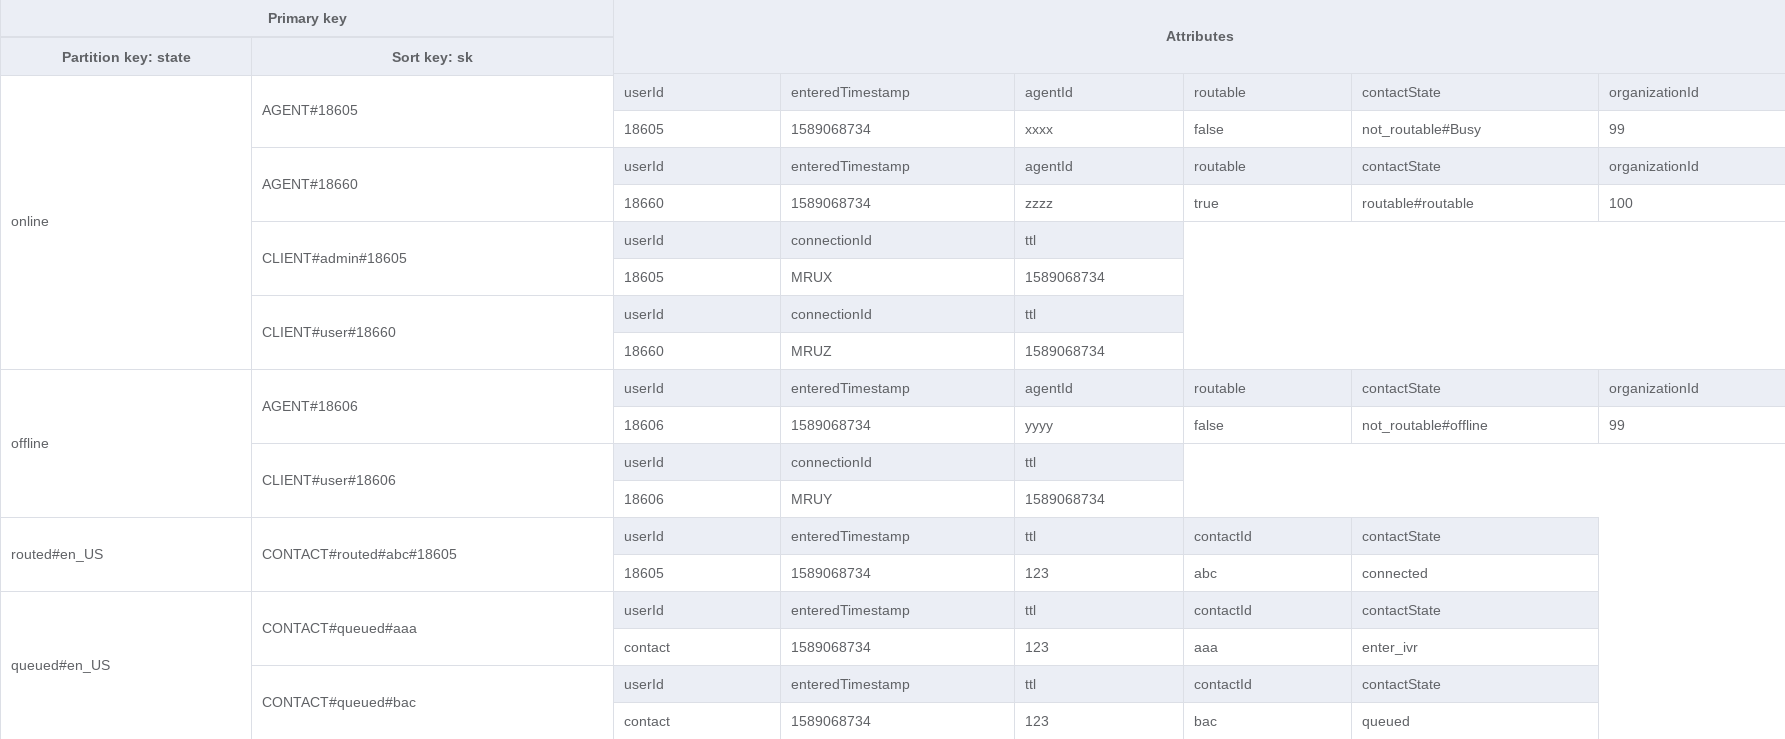 Primary key
Attributes
Partition key: state Sort key: sk
userId enteredTimestamp agentId routable contactState organizationId
AGENT#18605
18605 1589068734 xxxx false not_routable#Busy 99
userId enteredTimestamp agentId routable contactState organizationId
AGENT#18660
18660 1589068734 zzzz true routable#routable 100
online
userId connectionId ttl
CLIENT#admin#18605
18605 MRUX 1589068734
userId connectionId ttl
CLIENT#user#18660
18660 MRUZ 1589068734
userId enteredTimestamp agentId routable contactState organizationId
AGENT#18606
18606 1589068734 yyyy false not_routable#offline 99
offline
userId connectionId ttl
CLIENT#user#18606
18606 MRUY 1589068734
userId enteredTimestamp ttl contactId contactState
routed#en_US CONTACT#routed#abc#18605
18605 1589068734 123 abc connected
userId enteredTimestamp ttl contactId contactState
CONTACT#queued#aaa
contact 1589068734 123 aaa enter_ivr
queued#en_US
userId enteredTimestamp ttl contactId contactState
CONTACT#queued#bac
contact 1589068734 123 bac queued